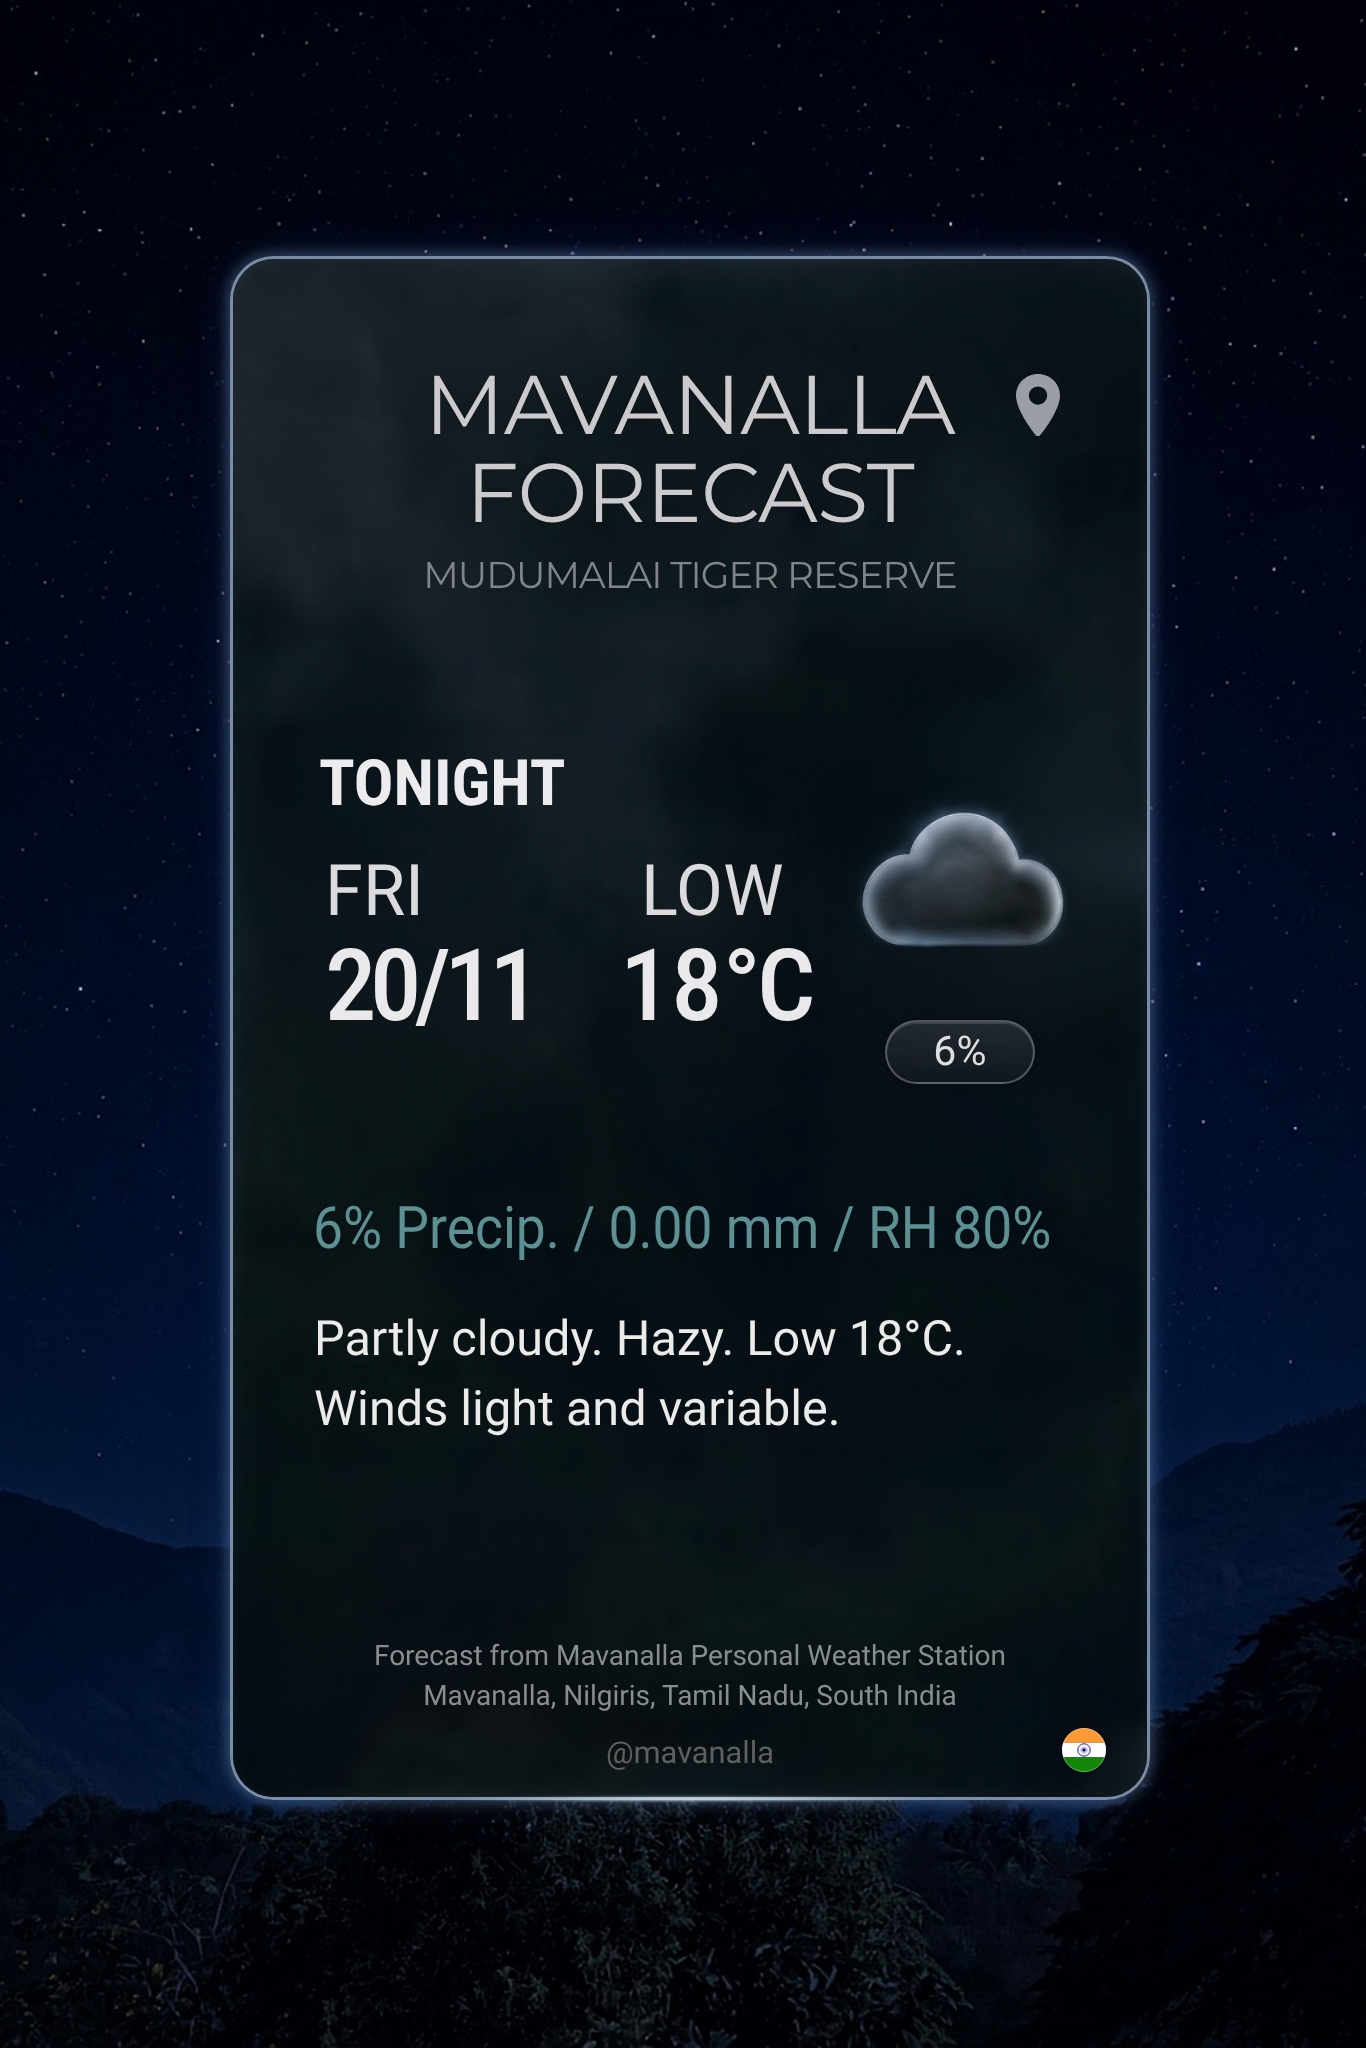 MAVANALLA
FORECAST
MUDUMALAI TIGER RESERVE
TONIGHT
FRI LOW
20/11 18°C
6%
6% Precip. / 0.00 mm / RH 80%
Partly cloudy. Hazy. Low 18°C.
Winds light and variable.
Forecast from Mavanalla Personal Weather Station
Mavanalla, Nilgiris, Tamil Nadu, South India
@mavanalla